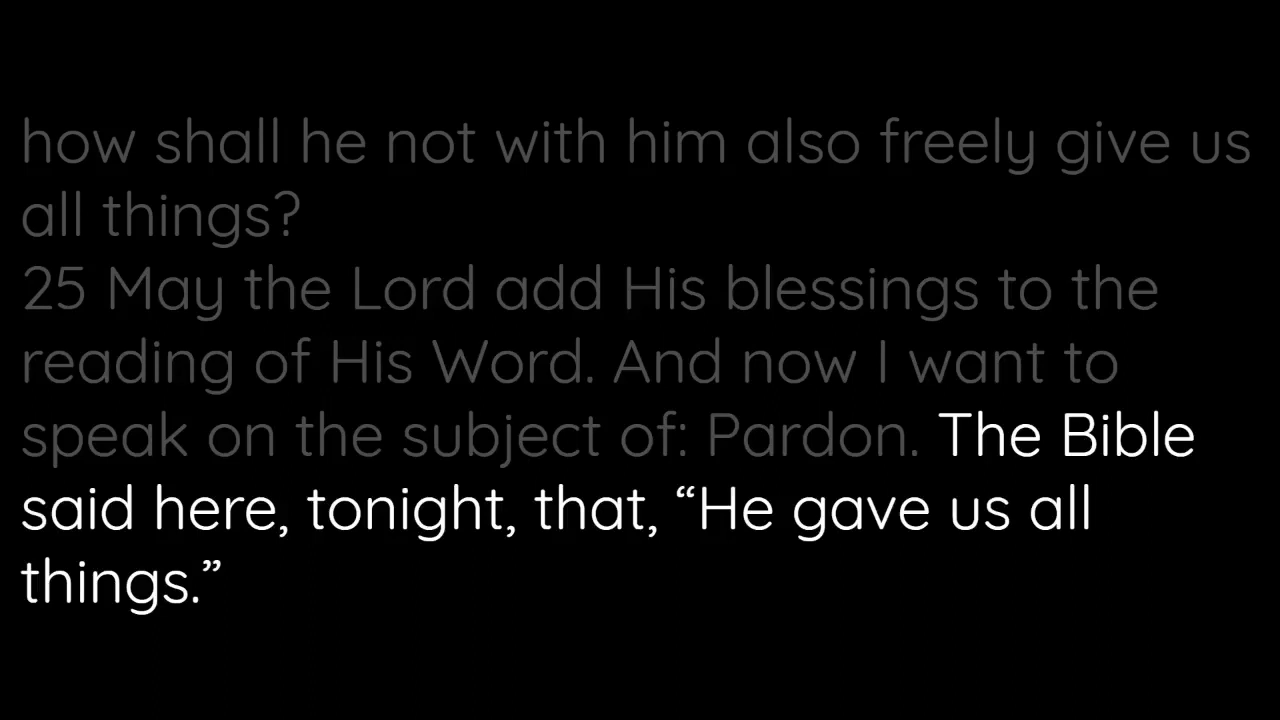 how shall he not with him also freely give us
all things?
25 May the Lord add His blessings to the
reading of His Word. And now I want to
speak on the subject of: Pardon. The Bible
said here, tonight, that, “He gave us all
things.”